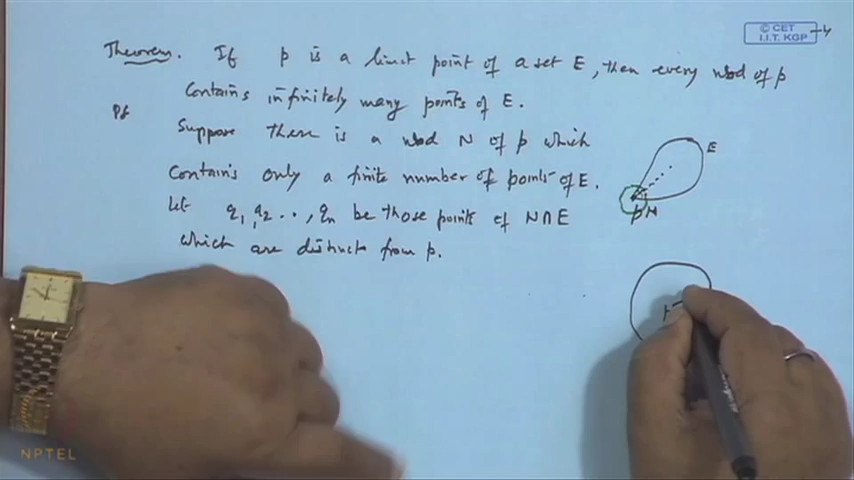 © CET
I.I.T. KGP
Theorem. If p is a limit point of a set E, then every nbd of p
Contains infinitely many points of E.
Pf
Suppose there is a nbd N of p which
Contains only a finite number of points of E.
Let q1, q2 .., qn be those points of N∩E
which are distinct from p.
E
p N
NPTEL